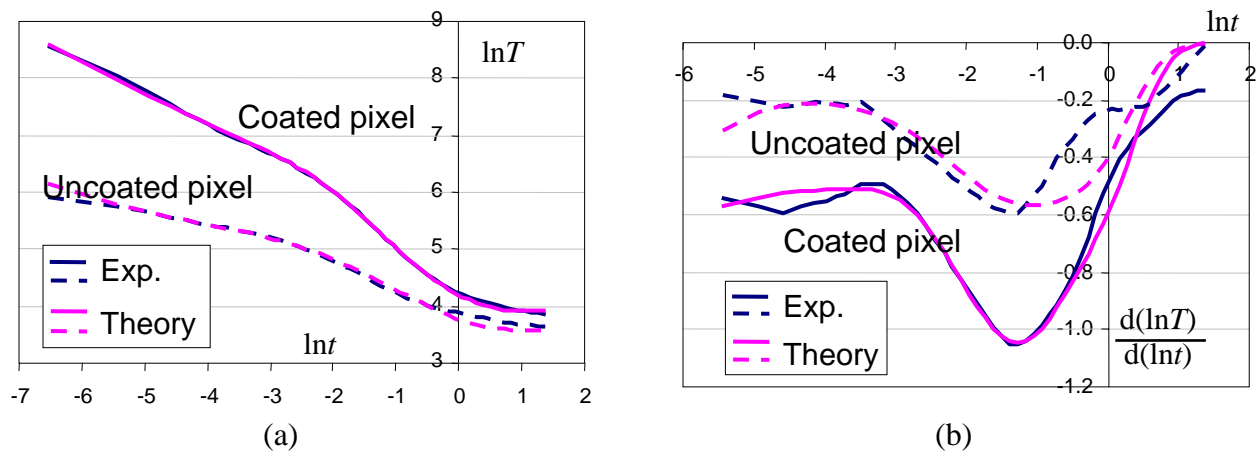 9
8
7
6
5
4
3
lnT
Coated pixel
Uncoated pixel
Exp.
Theory
lnt
-7 -6 -5 -4 -3 -2 -1 0 1 2
(a)
lnt
0.0
-6 -5 -4 -3 -2 -1 0 1 2
-0.2
-0.4
-0.6
-0.8
-1.0
-1.2
Uncoated pixel
Coated pixel
Exp.
Theory
d(lnT)
d(lnt)
(b)